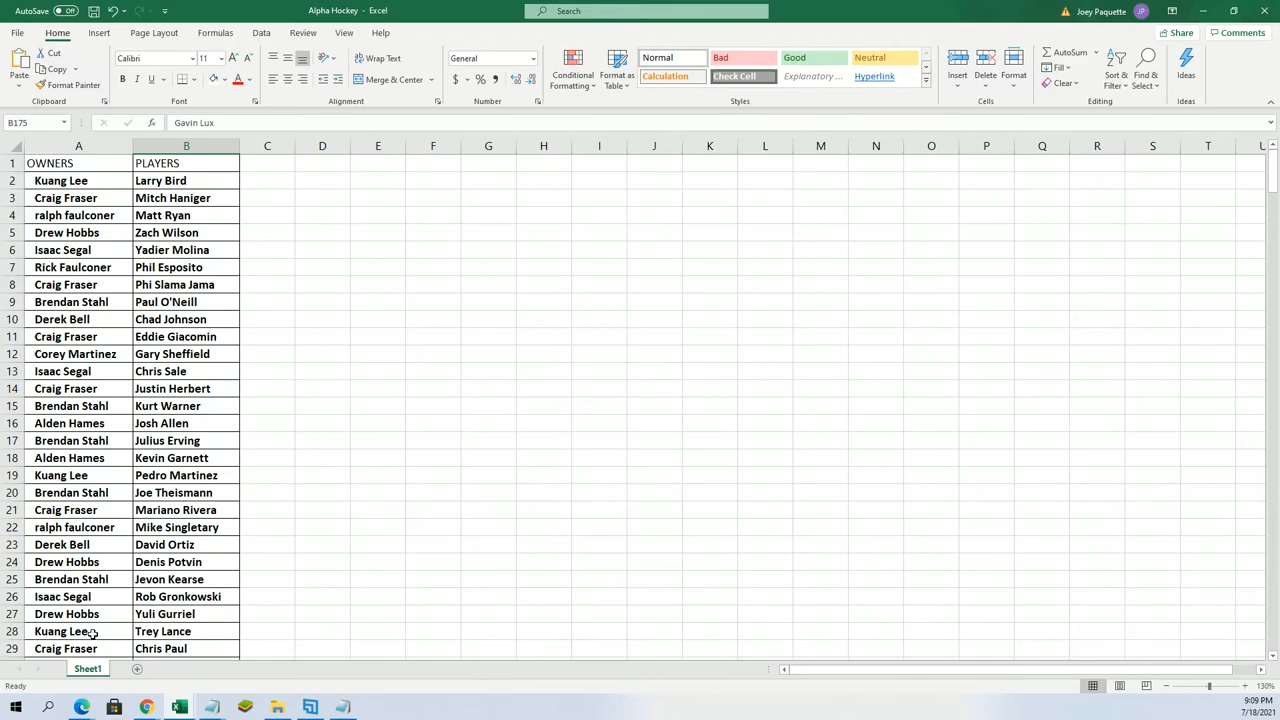 AutoSave Off Alpha Hockey - Excel Search Joey Paquette JP
File Home Insert Page Layout Formulas Data Review View Help Share Comments
Paste Cut Copy Format Painter Clipboard
Calibri 11 A A B I U A Font
Wrap Text Merge & Center Alignment
General $ % Number
Conditional Formatting Format as Table
Normal Bad Good Neutral
Calculation Check Cell Explanatory ... Hyperlink
Styles
Insert Delete Format Cells
AutoSum Fill Clear Sort & Filter Find & Select Editing
Ideas Ideas
B175 fx Gavin Lux
A B C D E F G H I J K L M N O P Q R S T U
1 OWNERS PLAYERS
2 Kuang Lee Larry Bird
3 Craig Fraser Mitch Haniger
4 ralph faulconer Matt Ryan
5 Drew Hobbs Zach Wilson
6 Isaac Segal Yadier Molina
7 Rick Faulconer Phil Esposito
8 Craig Fraser Phi Slama Jama
9 Brendan Stahl Paul O'Neill
10 Derek Bell Chad Johnson
11 Craig Fraser Eddie Giacomin
12 Corey Martinez Gary Sheffield
13 Isaac Segal Chris Sale
14 Craig Fraser Justin Herbert
15 Brendan Stahl Kurt Warner
16 Alden Hames Josh Allen
17 Brendan Stahl Julius Erving
18 Alden Hames Kevin Garnett
19 Kuang Lee Pedro Martinez
20 Brendan Stahl Joe Theismann
21 Craig Fraser Mariano Rivera
22 ralph faulconer Mike Singletary
23 Derek Bell David Ortiz
24 Drew Hobbs Denis Potvin
25 Brendan Stahl Jevon Kearse
26 Isaac Segal Rob Gronkowski
27 Drew Hobbs Yuli Gurriel
28 Kuang Lee Trey Lance
29 Craig Fraser Chris Paul
Sheet1
Ready 130%
9:09 PM
7/18/2021